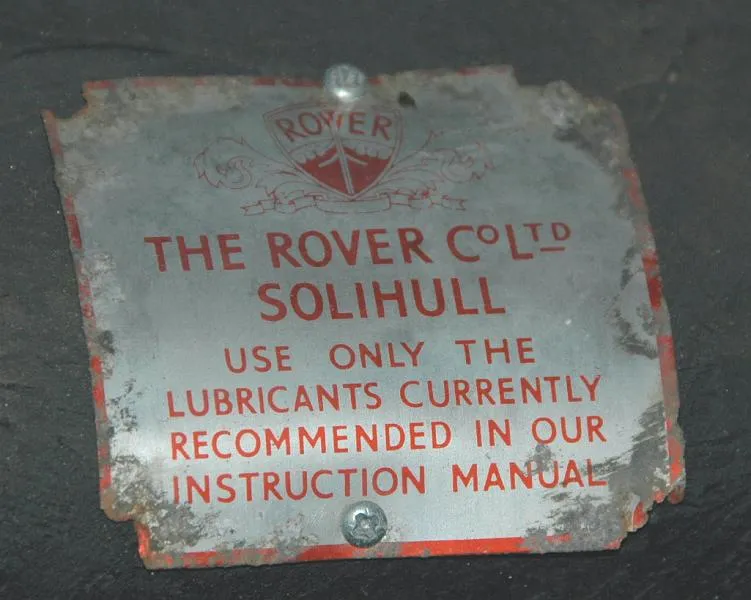 ROVER
THE ROVER Co LTD
SOLIHULL
USE ONLY THE
LUBRICANTS CURRENTLY
RECOMMENDED IN OUR
INSTRUCTION MANUAL